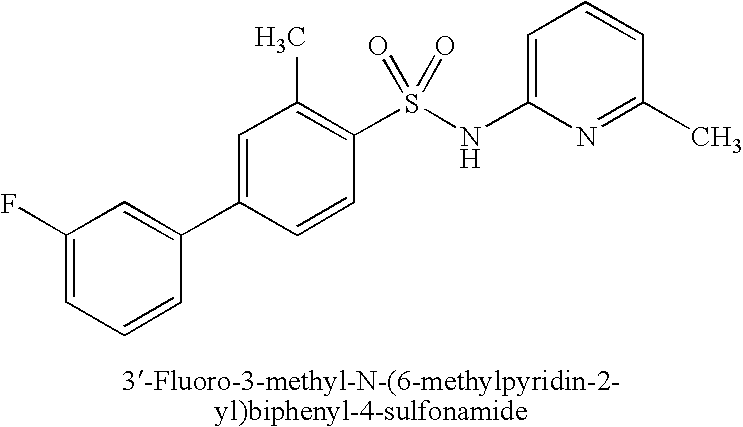 H₃C
O O
S
N
H
N
CH₃
F
3′-Fluoro-3-methyl-N-(6-methylpyridin-2-
yl)biphenyl-4-sulfonamide